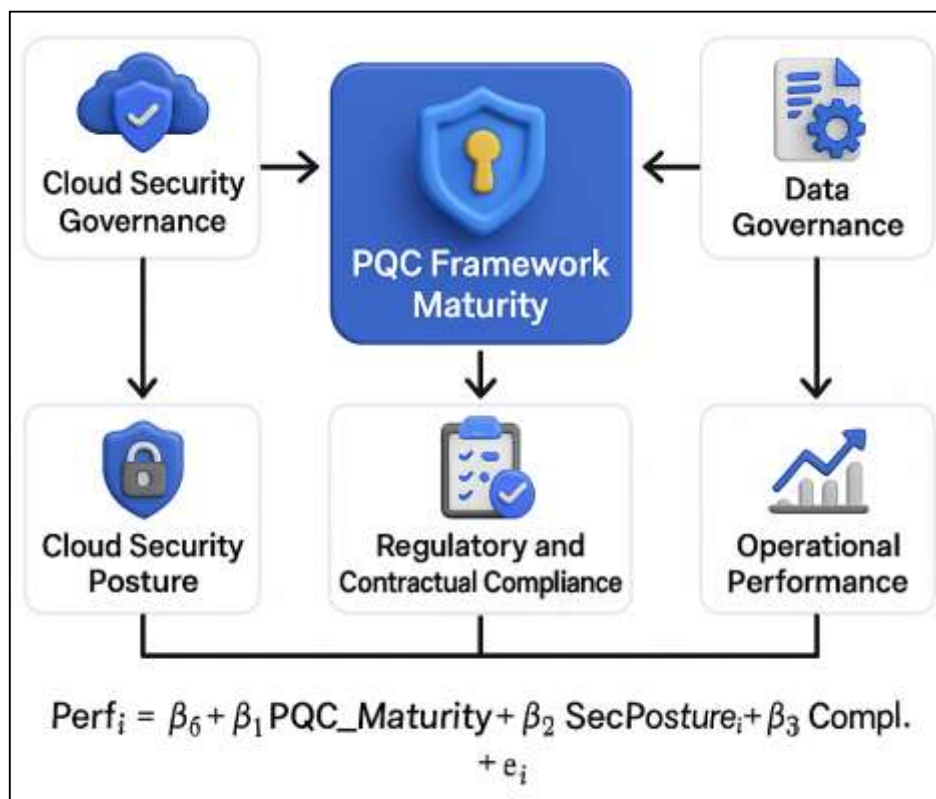 Cloud Security
Governance
PQC Framework
Maturity
Data
Governance
Cloud Security
Posture
Regulatory and
Contractual Compliance
Operational
Performance
Perfᵢ = β₆ + β₁ PQC_Maturity + β₂ SecPostureᵢ + β₃ Compl.
+ eᵢ